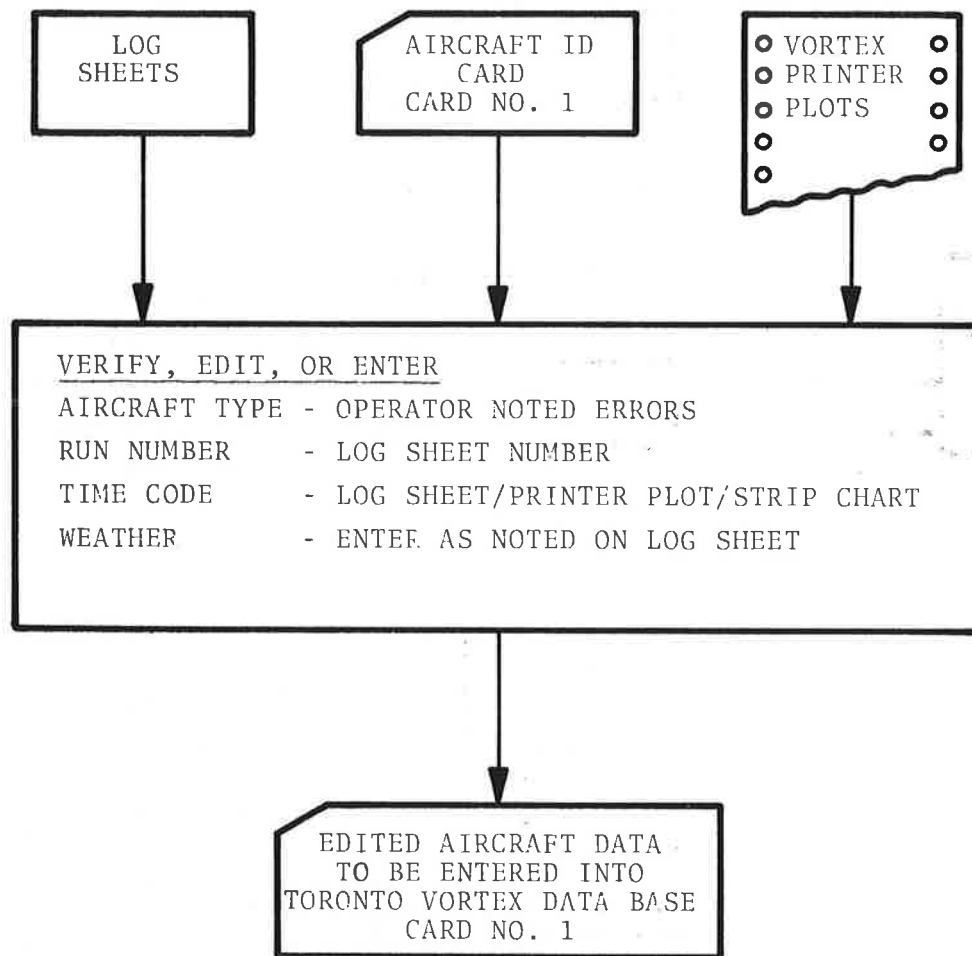 LOG
SHEETS
AIRCRAFT ID
CARD
CARD NO. 1
VORTEX
PRINTER
PLOTS
VERIFY, EDIT, OR ENTER
AIRCRAFT TYPE - OPERATOR NOTED ERRORS
RUN NUMBER - LOG SHEET NUMBER
TIME CODE - LOG SHEET/PRINTER PLOT/STRIP CHART
WEATHER - ENTER AS NOTED ON LOG SHEET
EDITED AIRCRAFT DATA
TO BE ENTERED INTO
TORONTO VORTEX DATA BASE
CARD NO. 1